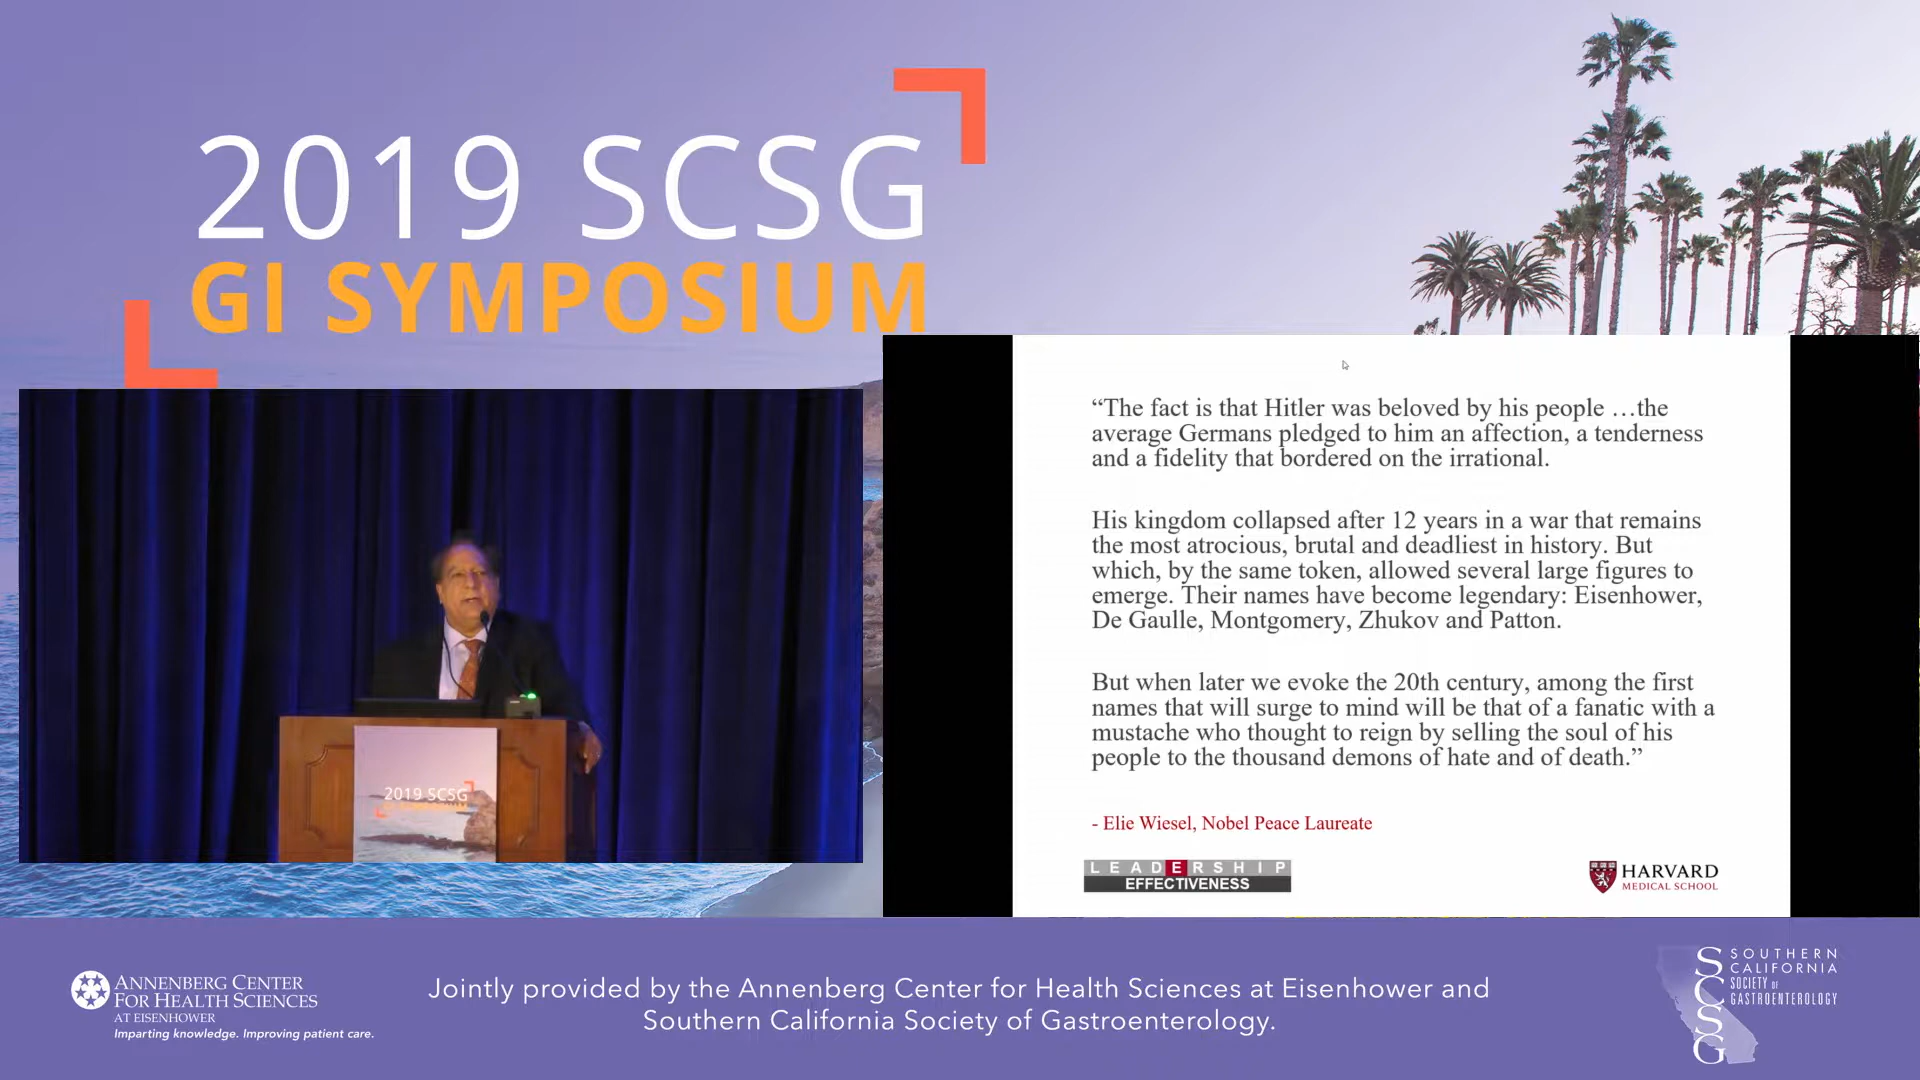 2019 SCSG
GI SYMPOSIUM
“The fact is that Hitler was beloved by his people …the
average Germans pledged to him an affection, a tenderness
and a fidelity that bordered on the irrational.
His kingdom collapsed after 12 years in a war that remains
the most atrocious, brutal and deadliest in history. But
which, by the same token, allowed several large figures to
emerge. Their names have become legendary: Eisenhower,
De Gaulle, Montgomery, Zhukov and Patton.
But when later we evoke the 20th century, among the first
names that will surge to mind will be that of a fanatic with a
mustache who thought to reign by selling the soul of his
people to the thousand demons of hate and of death.”
- Elie Wiesel, Nobel Peace Laureate
LEADERSHIP
EFFECTIVENESS
HARVARD
MEDICAL SCHOOL
2019 SCSG
GI SYMPOSIUM
ANNENBERG CENTER
FOR HEALTH SCIENCES
AT EISENHOWER
Imparting knowledge. Improving patient care.
Jointly provided by the Annenberg Center for Health Sciences at Eisenhower and
Southern California Society of Gastroenterology.
SCSG
SOUTHERN
CALIFORNIA
SOCIETY OF
GASTROENTEROLOGY